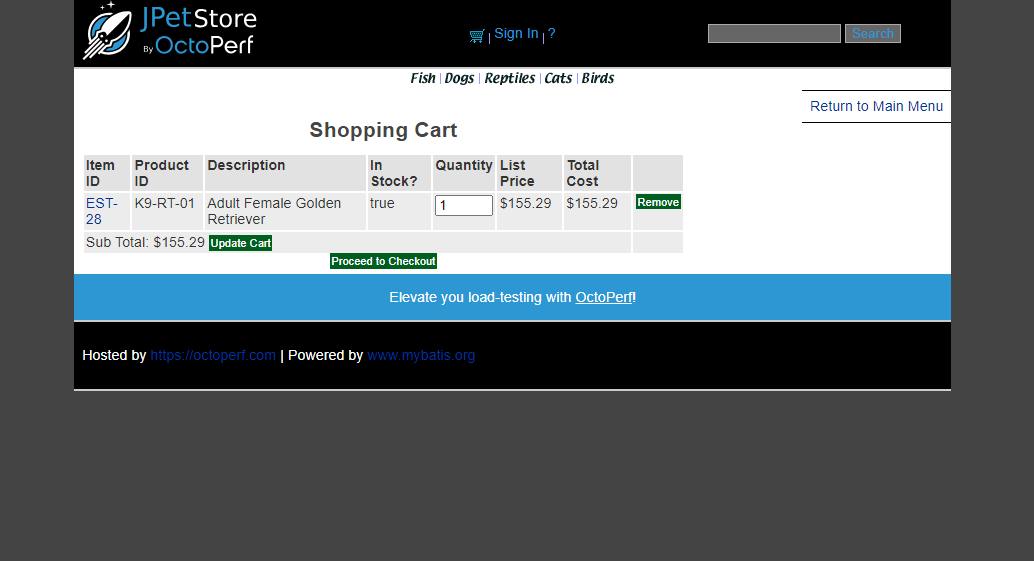 JPetStore
By OctoPerf
| Sign In | ?
Search
Fish | Dogs | Reptiles | Cats | Birds
Return to Main Menu
Shopping Cart
Item ID Product ID Description In Stock? Quantity List Price Total Cost
EST-28 K9-RT-01 Adult Female Golden Retriever true 1 $155.29 $155.29 Remove
Sub Total: $155.29 Update Cart
Proceed to Checkout
Elevate you load-testing with OctoPerf!
Hosted by https://octoperf.com | Powered by www.mybatis.org